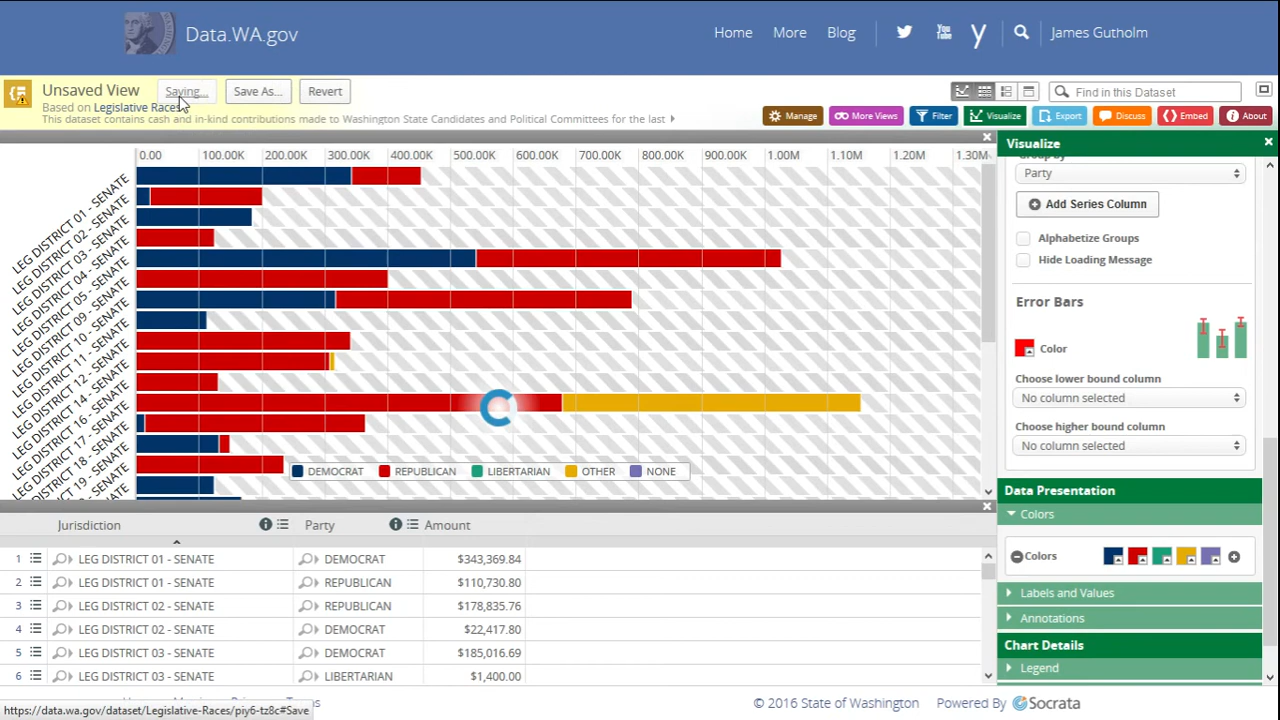 Data.WA.gov
Home More Blog You Tube y James Gutholm
Unsaved View Saving... Save As... Revert
Find in this Dataset
Based on Legislative Races
This dataset contains cash and in-kind contributions made to Washington State Candidates and Political Committees for the last
Manage More Views Filter Visualize Export Discuss Embed About
Visualize
0.00 100.00K 200.00K 300.00K 400.00K 500.00K 600.00K 700.00K 800.00K 900.00K 1.00M 1.10M 1.20M 1.30M
LEG DISTRICT 01 - SENATE
LEG DISTRICT 02 - SENATE
LEG DISTRICT 03 - SENATE
LEG DISTRICT 04 - SENATE
LEG DISTRICT 05 - SENATE
LEG DISTRICT 09 - SENATE
LEG DISTRICT 10 - SENATE
LEG DISTRICT 11 - SENATE
LEG DISTRICT 12 - SENATE
LEG DISTRICT 14 - SENATE
LEG DISTRICT 16 - SENATE
LEG DISTRICT 17 - SENATE
LEG DISTRICT 18 - SENATE
LEG DISTRICT 19 - SENATE
DEMOCRAT REPUBLICAN LIBERTARIAN OTHER NONE
Group by
Party
Add Series Column
Alphabetize Groups
Hide Loading Message
Error Bars
Color
Choose lower bound column
No column selected
Choose higher bound column
No column selected
Data Presentation
Colors
Colors
Labels and Values
Annotations
Chart Details
Legend
Jurisdiction Party Amount
1 LEG DISTRICT 01 - SENATE DEMOCRAT $343,369.84
2 LEG DISTRICT 01 - SENATE REPUBLICAN $110,730.80
3 LEG DISTRICT 02 - SENATE REPUBLICAN $178,835.76
4 LEG DISTRICT 02 - SENATE DEMOCRAT $22,417.80
5 LEG DISTRICT 03 - SENATE DEMOCRAT $185,016.69
6 LEG DISTRICT 03 - SENATE LIBERTARIAN $1,400.00
© 2016 State of Washington Powered By Socrata
https://data.wa.gov/dataset/Legislative-Races/piy6-tz8c#Save